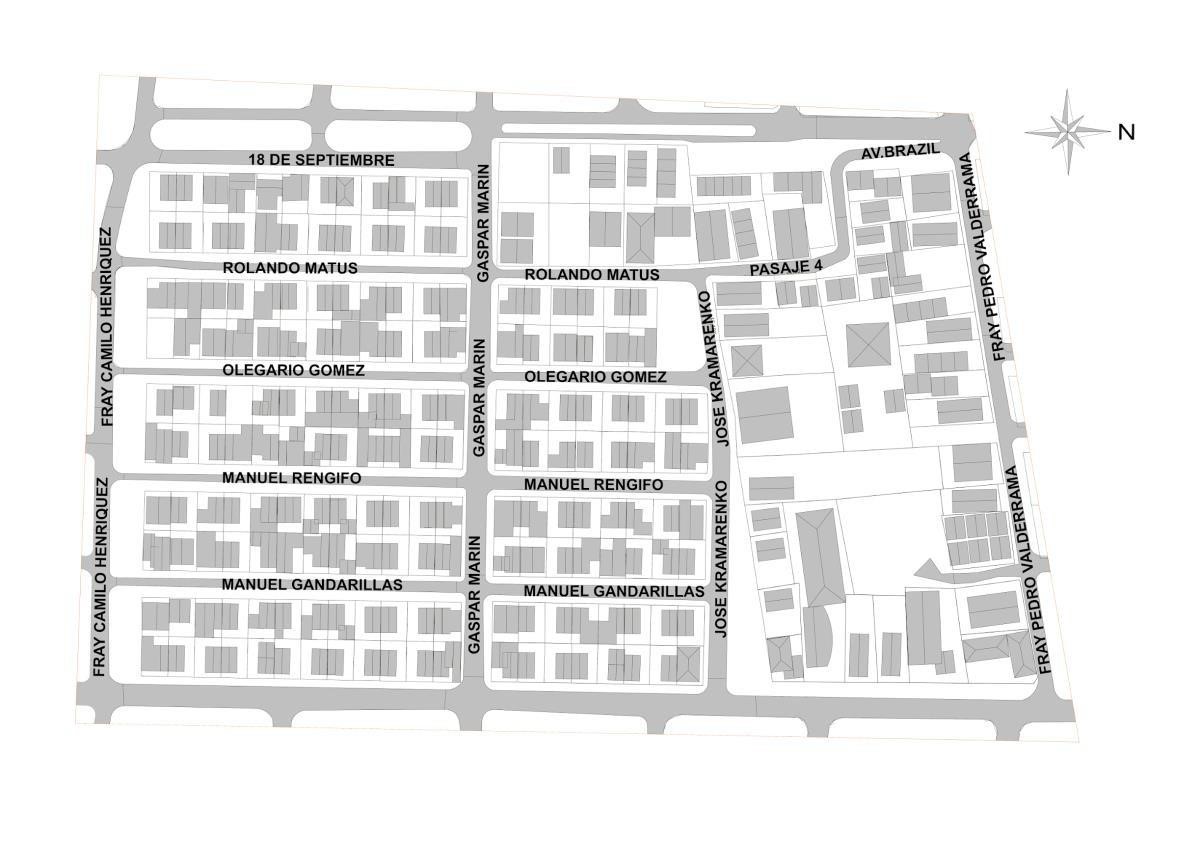 N
18 DE SEPTIEMBRE
AV.BRAZIL
GASPAR MARIN
FRAY PEDRO VALDERRAMA
FRAY CAMILO HENRIQUEZ
ROLANDO MATUS
ROLANDO MATUS
PASAJE 4
JOSE KRAMARENKO
GASPAR MARIN
OLEGARIO GOMEZ
OLEGARIO GOMEZ
MANUEL RENGIFO
MANUEL RENGIFO
FRAY CAMILO HENRIQUEZ
GASPAR MARIN
JOSE KRAMARENKO
FRAY PEDRO VALDERRAMA
MANUEL GANDARILLAS
MANUEL GANDARILLAS